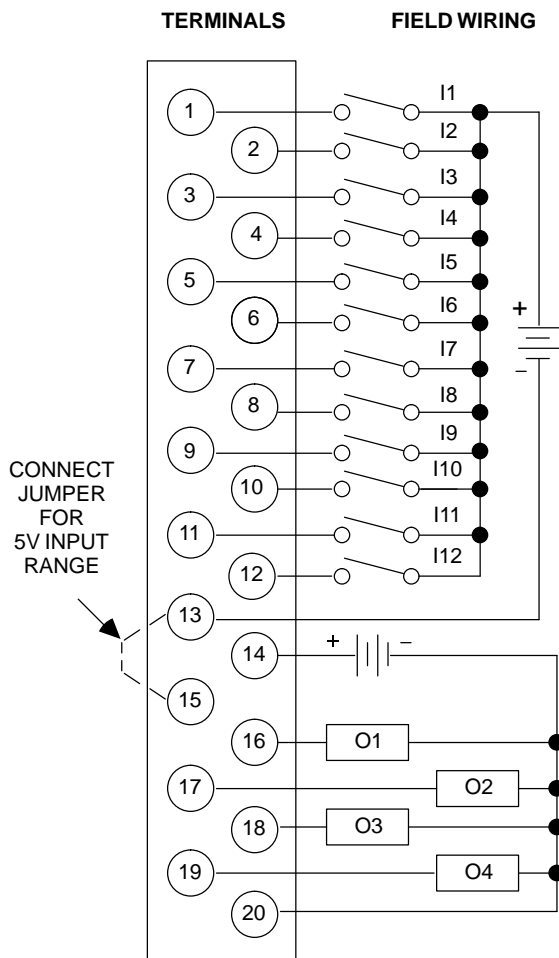 TERMINALS FIELD WIRING
1 I1
2 I2
3 I3
4 I4
5 I5
6 I6
7 I7
8 I8
9 I9
10 I10
11 I11
12 I12
+
–
CONNECT
JUMPER
FOR
5V INPUT
RANGE
13
14 + –
15
16 O1
17 O2
18 O3
19 O4
20